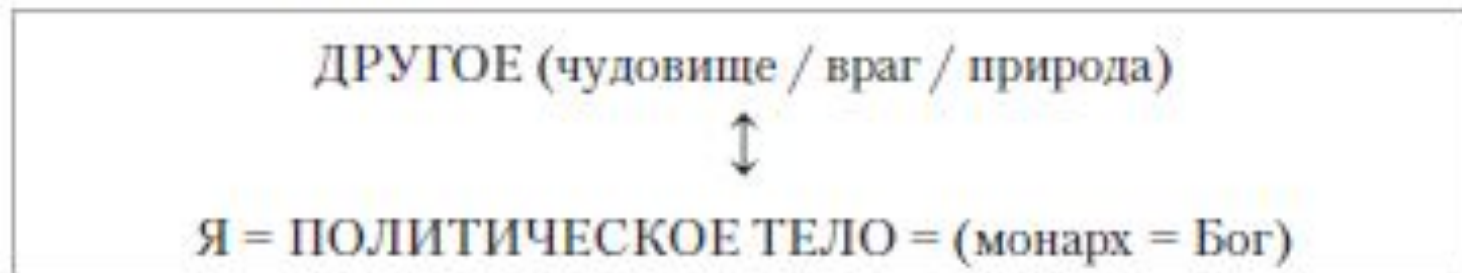 ДРУГОЕ (чудовище / враг / природа)
↕
Я = ПОЛИТИЧЕСКОЕ ТЕЛО = (монарх = Бог)